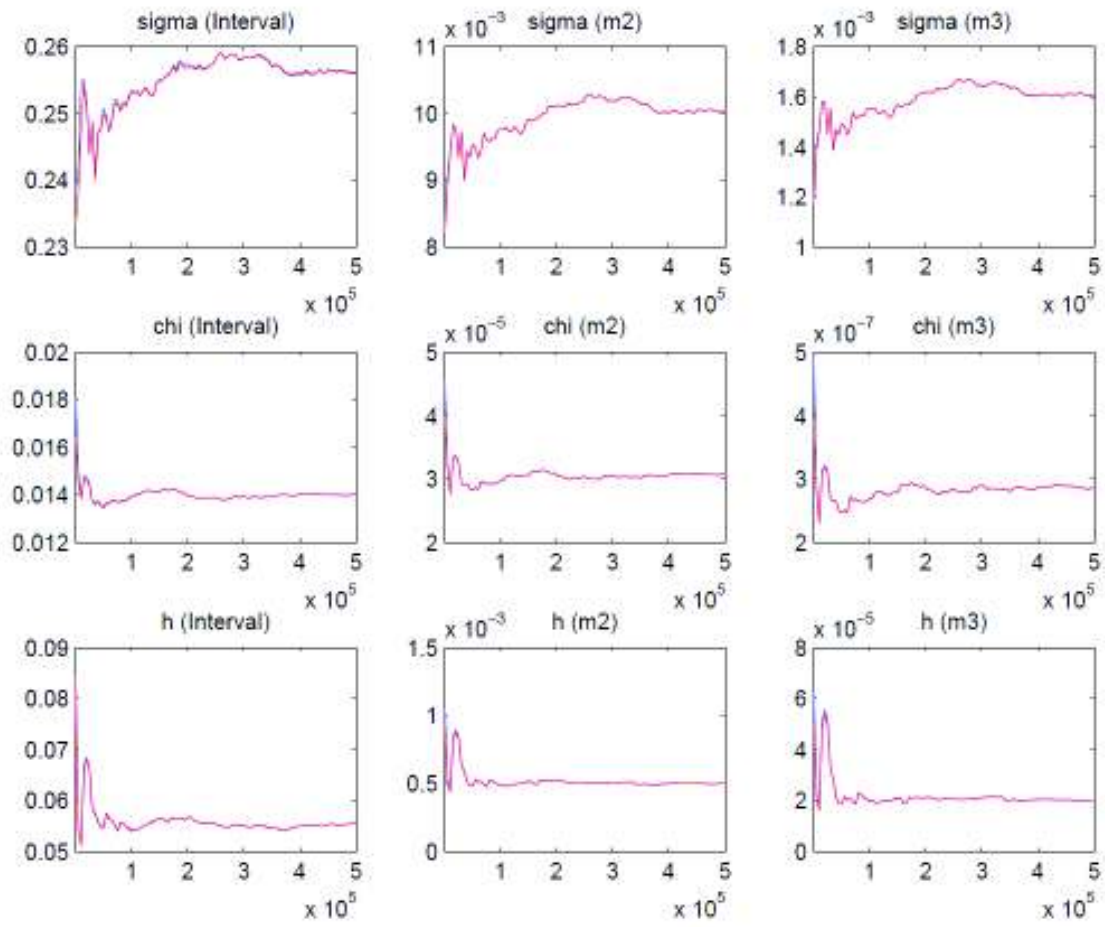 sigma (Interval)
0.26
0.25
0.24
0.23
1 2 3 4 5
x 10^5
x 10^-3 sigma (m2)
11
10
9
8
1 2 3 4 5
x 10^5
x 10^-3 sigma (m3)
1.8
1.6
1.4
1.2
1
1 2 3 4 5
x 10^5
chi (Interval)
0.02
0.018
0.016
0.014
0.012
1 2 3 4 5
x 10^5
x 10^-5 chi (m2)
5
4
3
2
1 2 3 4 5
x 10^5
x 10^-7 chi (m3)
5
4
3
2
1 2 3 4 5
x 10^5
h (Interval)
0.09
0.08
0.07
0.06
0.05
1 2 3 4 5
x 10^5
x 10^-3 h (m2)
1.5
1
0.5
0
1 2 3 4 5
x 10^5
x 10^-5 h (m3)
8
6
4
2
0
1 2 3 4 5
x 10^5